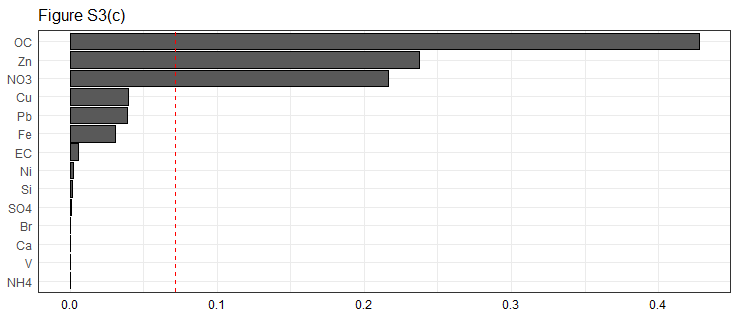 Figure S3(c)
OC
Zn
NO3
Cu
Pb
Fe
EC
Ni
Si
SO4
Br
Ca
V
NH4
0.0 0.1 0.2 0.3 0.4